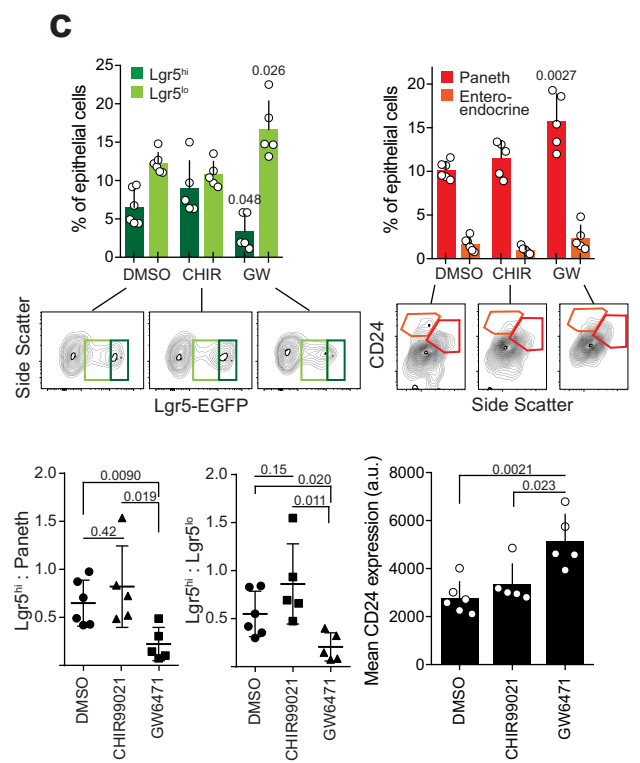 C
Lgr5hi
Lgr5lo
0.026
0.048
% of epithelial cells
25
20
15
10
5
0
DMSO
CHIR
GW
Side Scatter
Lgr5-EGFP
Paneth
Entero-
endocrine
0.0027
% of epithelial cells
20
15
10
5
0
DMSO
CHIR
GW
CD24
Side Scatter
Lgr5hi : Paneth
2.0
1.5
1.0
0.5
0.0090
0.019
0.42
DMSO
CHIR99021
GW6471
Lgr5hi : Lgr5lo
2.0
1.5
1.0
0.5
0.15
0.020
0.011
DMSO
CHIR99021
GW6471
Mean CD24 expression (a.u.)
8000
6000
4000
2000
0
0.0021
0.023
DMSO
CHIR99021
GW6471